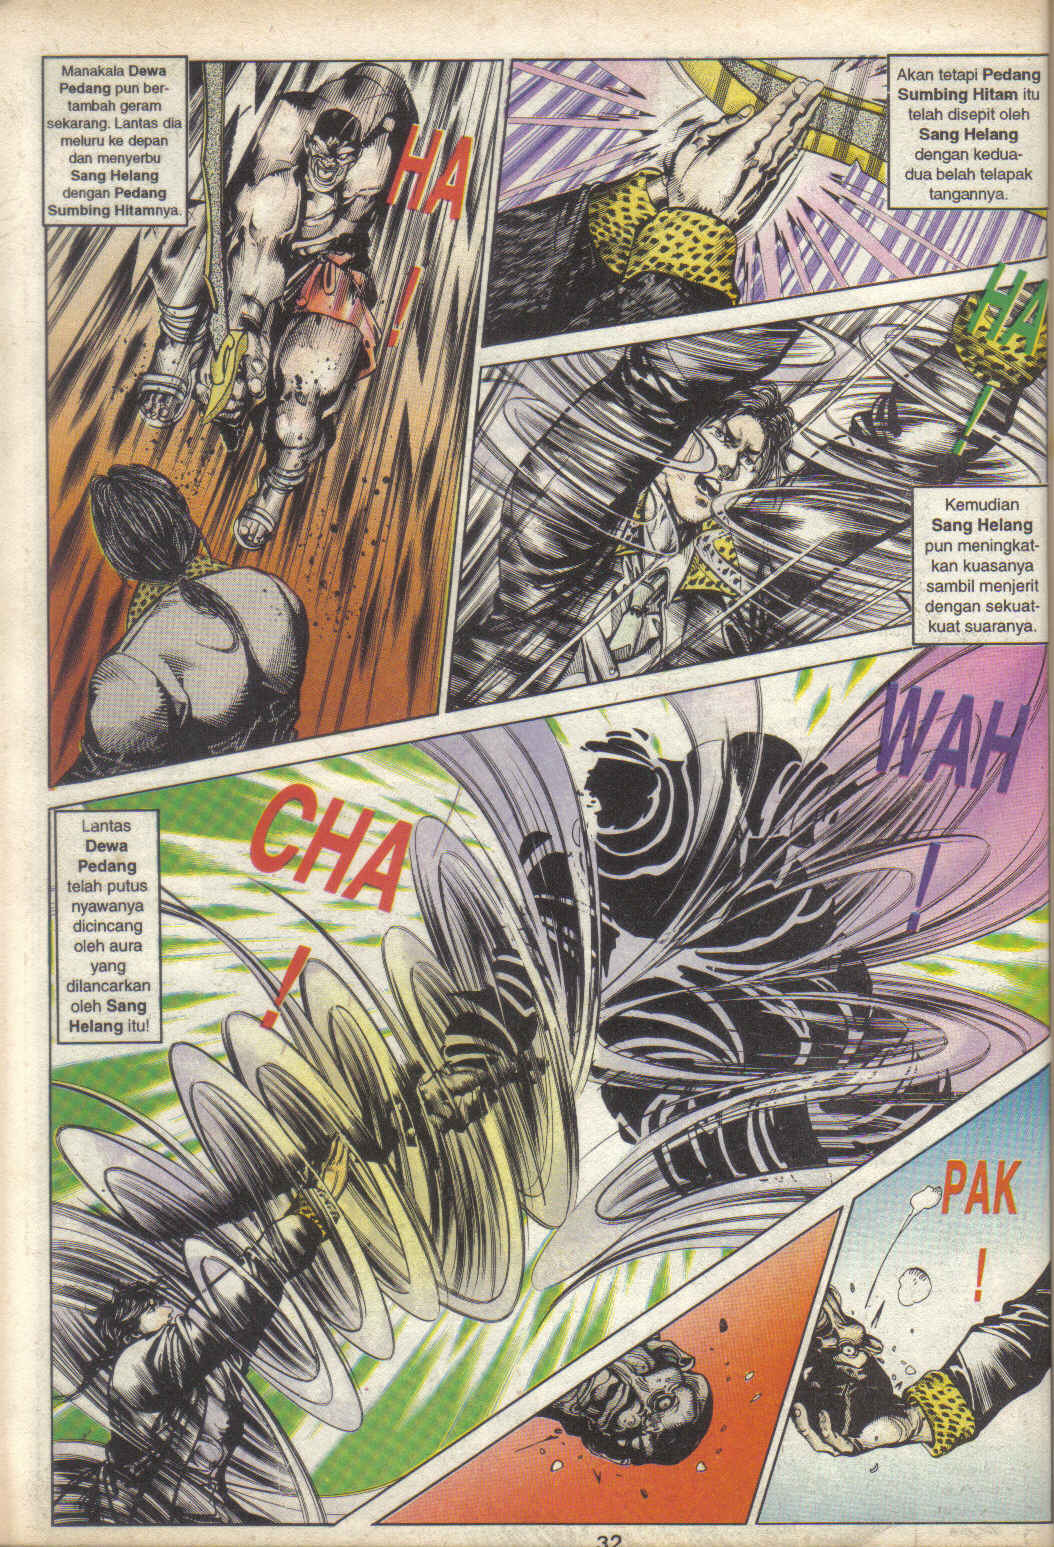 Manakala Dewa
Pedang pun ber-
tambah geram
sekarang. Lantas dia
meluru ke depan
dan menyerbu
Sang Helang
dengan Pedang
Sumbing Hitamnya.
HA
!
Akan tetapi Pedang
Sumbing Hitam itu
telah disepit oleh
Sang Helang
dengan kedua-
dua belah telapak
tangannya.
HA
!
Kemudian
Sang Helang
pun meningkat-
kan kuasanya
sambil menjerit
dengan sekuat-
kuat suaranya.
Lantas
Dewa
Pedang
telah putus
nyawanya
dicincang
oleh aura
yang
dilancarkan
oleh Sang
Helang itu!
CHA
!
WAH
!
PAK
!
32